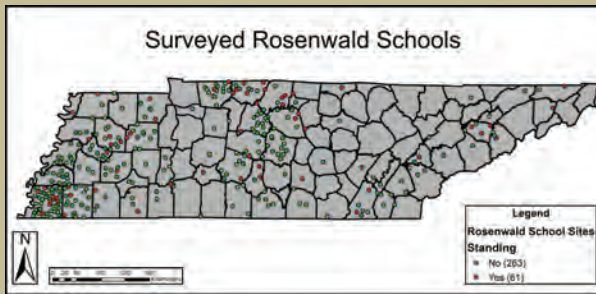 Surveyed Rosenwald Schools
N
Legend
Rosenwald School Sites
Standing
No (263)
Yes (61)